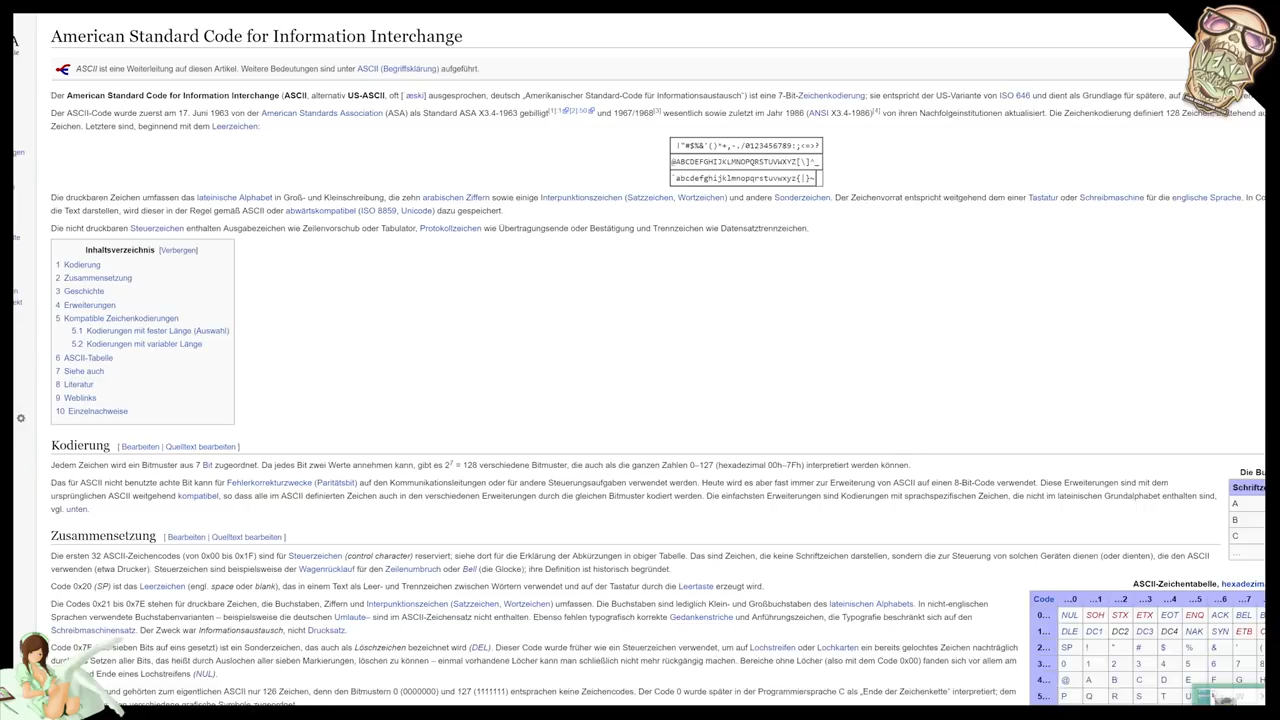 American Standard Code for Information Interchange
ASCII ist eine Weiterleitung auf diesen Artikel. Weitere Bedeutungen sind unter ASCII (Begriffsklärung) aufgeführt.
Der American Standard Code for Information Interchange (ASCII, alternativ US-ASCII, oft [ˈæski] ausgesprochen, deutsch „Amerikanischer Standard-Code für Informationsaustausch“) ist eine 7-Bit-Zeichenkodierung; sie entspricht der US-Variante von ISO 646 und dient als Grundlage für spätere, auf
Der ASCII-Code wurde zuerst am 17. Juni 1963 von der American Standards Association (ASA) als Standard ASA X3.4-1963 gebilligt[1]:1[2]:50 und 1967/1968[3] wesentlich sowie zuletzt im Jahr 1986 (ANSI X3.4-1986)[4] von ihren Nachfolgeinstitutionen aktualisiert. Die Zeichenkodierung definiert 128 Zeichen
Zeichen. Letztere sind, beginnend mit dem Leerzeichen:
!"#$%&'()*+,-./0123456789:;<=>?
@ABCDEFGHIJKLMNOPQRSTUVWXYZ[\]^_
`abcdefghijklmnopqrstuvwxyz{|}~
Die druckbaren Zeichen umfassen das lateinische Alphabet in Groß- und Kleinschreibung, die zehn arabischen Ziffern sowie einige Interpunktionszeichen (Satzzeichen, Wortzeichen) und andere Sonderzeichen. Der Zeichenvorrat entspricht weitgehend dem einer Tastatur oder Schreibmaschine für die englische Sprache. In Co
die Text darstellen, wird dieser in der Regel gemäß ASCII oder abwärtskompatibel (ISO 8859, Unicode) dazu gespeichert.
Die nicht druckbaren Steuerzeichen enthalten Ausgabezeichen wie Zeilenvorschub oder Tabulator, Protokollzeichen wie Übertragungsende oder Bestätigung und Trennzeichen wie Datensatztrennzeichen.
Inhaltsverzeichnis [Verbergen]
1 Kodierung
2 Zusammensetzung
3 Geschichte
4 Erweiterungen
5 Kompatible Zeichenkodierungen
5.1 Kodierungen mit fester Länge (Auswahl)
5.2 Kodierungen mit variabler Länge
6 ASCII-Tabelle
7 Siehe auch
8 Literatur
9 Weblinks
10 Einzelnachweise
Kodierung [ Bearbeiten | Quelltext bearbeiten ]
Jedem Zeichen wird ein Bitmuster aus 7 Bit zugeordnet. Da jedes Bit zwei Werte annehmen kann, gibt es 2⁷ = 128 verschiedene Bitmuster, die auch als die ganzen Zahlen 0–127 (hexadezimal 00h–7Fh) interpretiert werden können.
Das für ASCII nicht benutzte achte Bit kann für Fehlerkorrekturzwecke (Paritätsbit) auf den Kommunikationsleitungen oder für andere Steuerungsaufgaben verwendet werden. Heute wird es aber fast immer zur Erweiterung von ASCII auf einen 8-Bit-Code verwendet. Diese Erweiterungen sind mit dem
ursprünglichen ASCII weitgehend kompatibel, so dass alle im ASCII definierten Zeichen auch in den verschiedenen Erweiterungen durch die gleichen Bitmuster kodiert werden. Die einfachsten Erweiterungen sind Kodierungen mit sprachspezifischen Zeichen, die nicht im lateinischen Grundalphabet enthalten sind,
vgl. unten.
Die Bu
Schriftze
A
B
C
...
Zusammensetzung [ Bearbeiten | Quelltext bearbeiten ]
Die ersten 32 ASCII-Zeichencodes (von 0x00 bis 0x1F) sind für Steuerzeichen (control character) reserviert; siehe dort für die Erklärung der Abkürzungen in obiger Tabelle. Das sind Zeichen, die keine Schriftzeichen darstellen, sondern die zur Steuerung von solchen Geräten dienen (oder dienten), die den ASCII
verwenden (etwa Drucker). Steuerzeichen sind beispielsweise der Wagenrücklauf für den Zeilenumbruch oder Bell (die Glocke); ihre Definition ist historisch begründet.
Code 0x20 (SP) ist das Leerzeichen (engl. space oder blank), das in einem Text als Leer- und Trennzeichen zwischen Wörtern verwendet und auf der Tastatur durch die Leertaste erzeugt wird.
Die Codes 0x21 bis 0x7E stehen für druckbare Zeichen, die Buchstaben, Ziffern und Interpunktionszeichen (Satzzeichen, Wortzeichen) umfassen. Die Buchstaben sind lediglich Klein- und Großbuchstaben des lateinischen Alphabets. In nicht-englischen
Sprachen verwendete Buchstabenvarianten – beispielsweise die deutschen Umlaute– sind im ASCII-Zeichensatz nicht enthalten. Ebenso fehlen typografisch korrekte Gedankenstriche und Anführungszeichen, die Typografie beschränkt sich auf den
Schreibmaschinensatz. Der Zweck war Informationsaustausch, nicht Drucksatz.
Code 0x7F sieben Bits auf eins gesetzt) ist ein Sonderzeichen, das auch als Löschzeichen bezeichnet wird (DEL). Dieser Code wurde früher wie ein Steuerzeichen verwendet, um auf Lochstreifen oder Lochkarten ein bereits gelochtes Zeichen nachträglich
Setzen aller Bits, das heißt durch Auslochen aller sieben Markierungen, löschen zu können – einmal vorhandene Löcher kann man schließlich nicht mehr rückgängig machen. Bereiche ohne Löcher (also mit dem Code 0x00) fanden sich vor allem am
Ende eines Lochstreifens (NUL).
und gehörten zum eigentlichen ASCII nur 126 Zeichen, denn den Bitmustern 0 (0000000) und 127 (1111111) entsprachen keine Zeichencodes. Der Code 0 wurde später in der Programmiersprache C als „Ende der Zeichenkette“ interpretiert; dem
ASCII-Zeichentabelle, hexadezim
Code ...0 ...1 ...2 ...3 ...4 ...5 ...6 ...7
0... NUL SOH STX ETX EOT ENQ ACK BEL
1... DLE DC1 DC2 DC3 DC4 NAK SYN ETB
2... SP ! " # $ % & ' (
3... 0 1 2 3 4 5 6 7 8
4... @ A B C D E F G
5... P Q R S T U